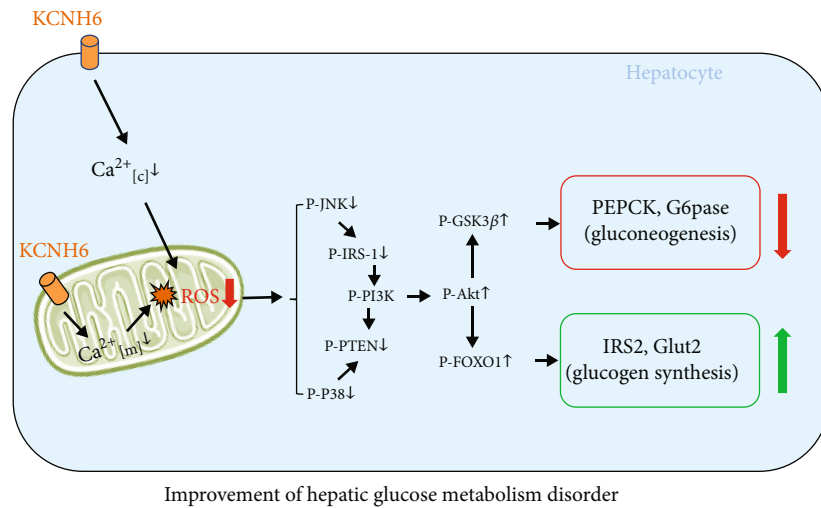 KCNH6
Hepatocyte
Ca²⁺[c]↓
KCNH6
ROS
Ca²⁺[m]↓
P-JNK↓
P-IRS-1↓
P-PI3K
P-PTEN↓
P-P38↓
P-GSK3β↑
P-Akt↑
P-FOXO1↑
PEPCK, G6pase
(gluconeogenesis)
IRS2, Glut2
(glucogen synthesis)
Improvement of hepatic glucose metabolism disorder